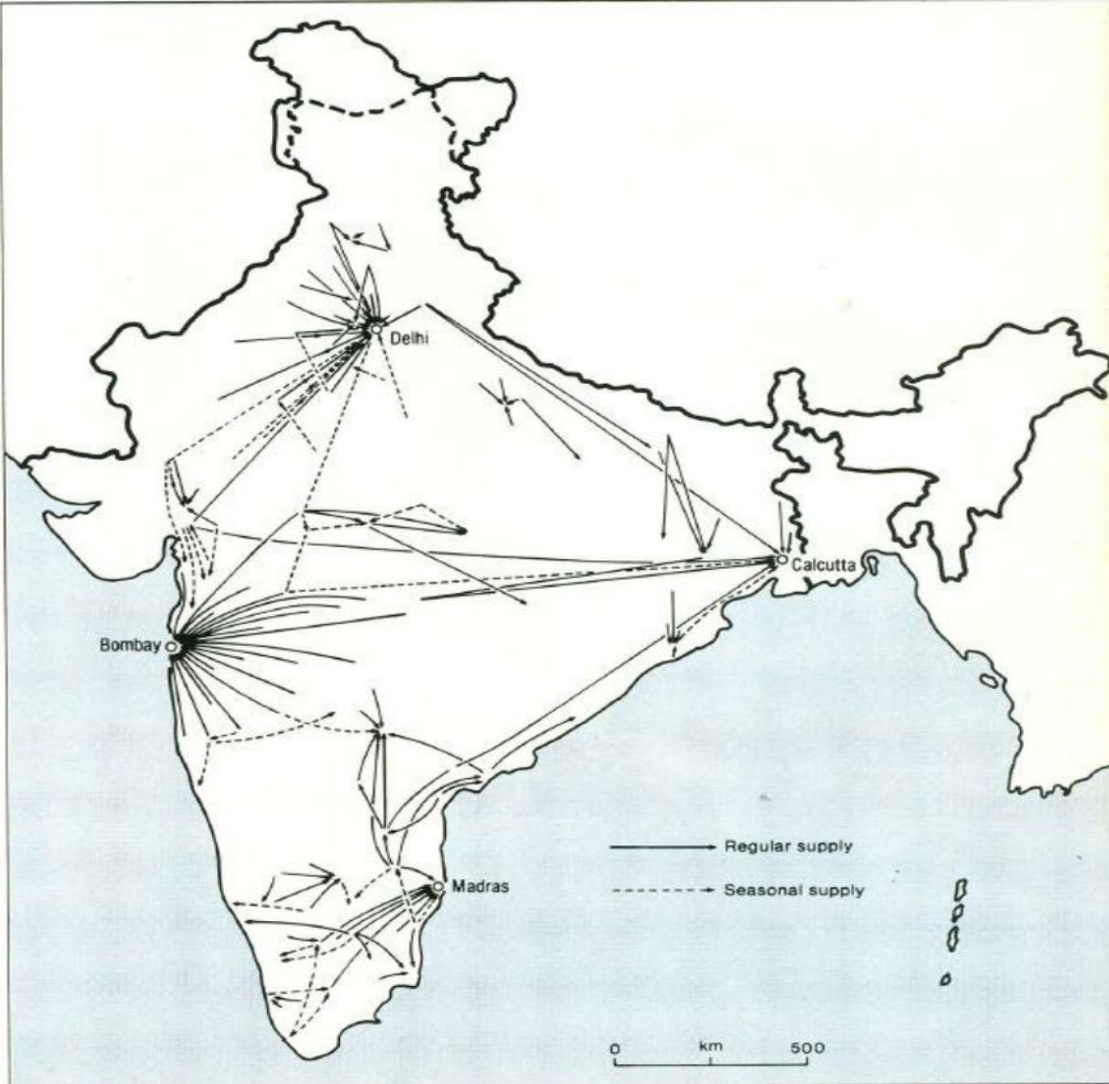 Delhi
Calcutta
Bombay
Regular supply
Madras
Seasonal supply
0 km 500